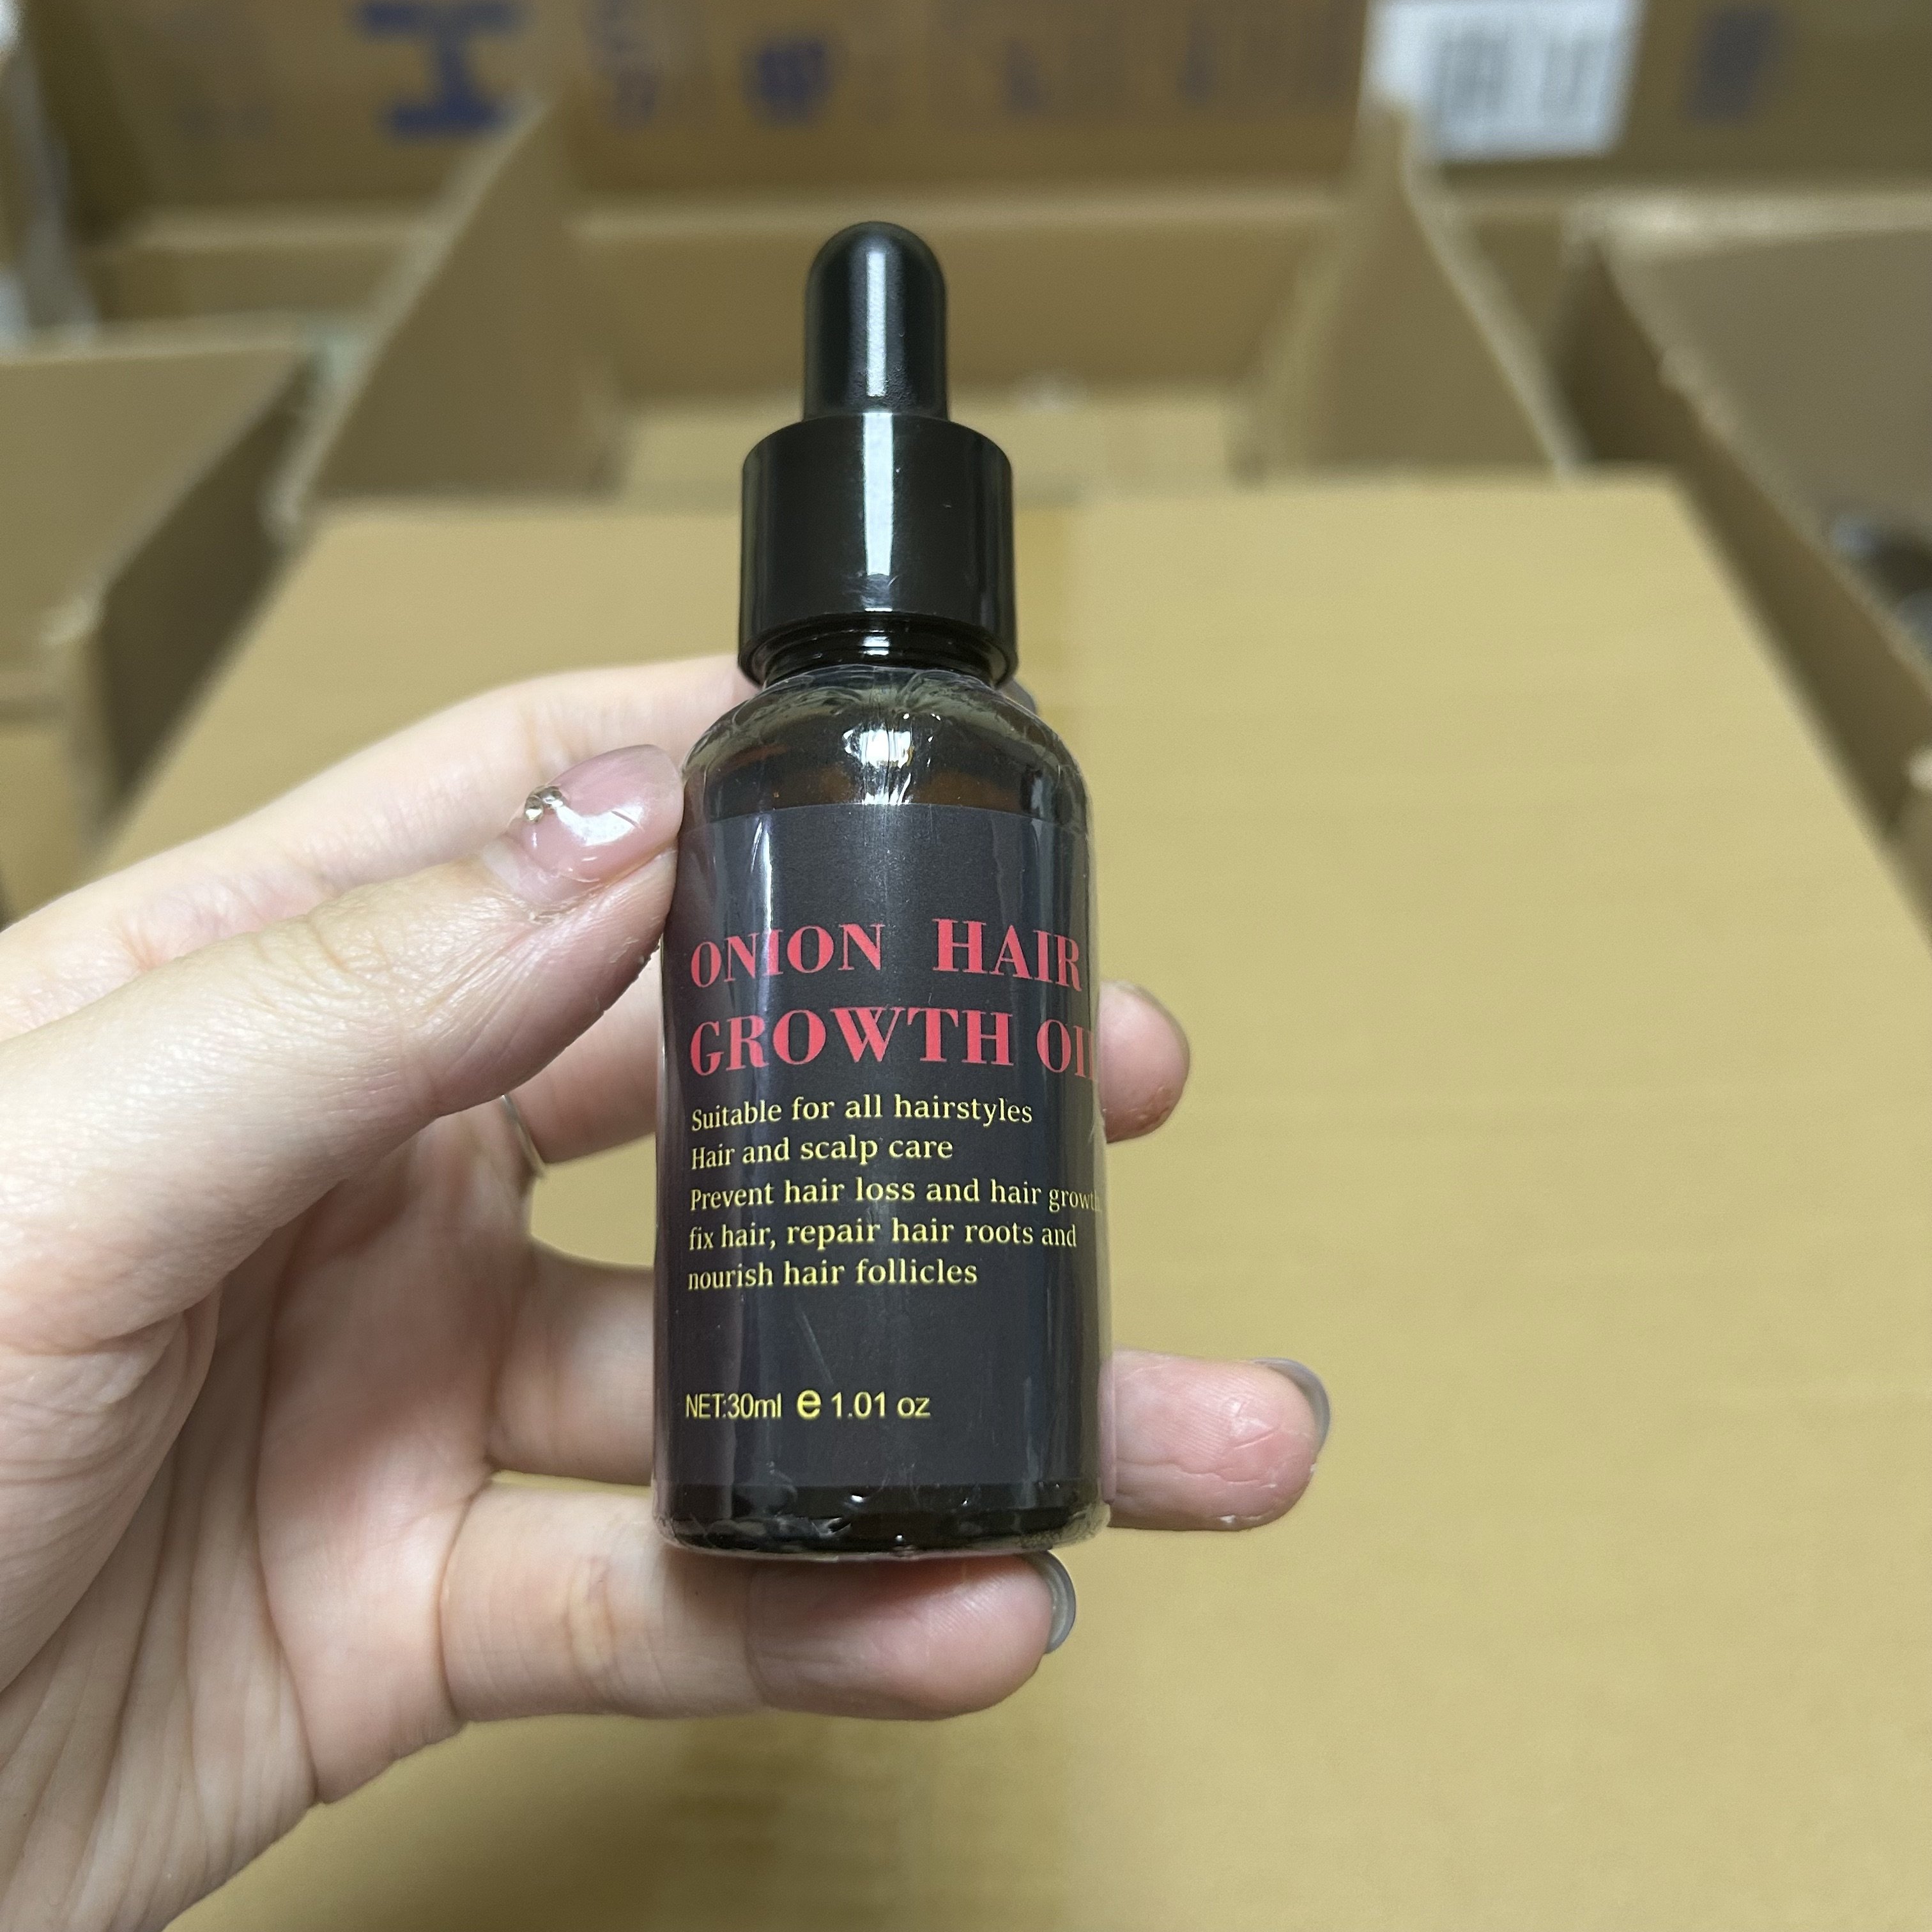 ONION HAIR
GROWTH OIL
Suitable for all hairstyles
Hair and scalp care
Prevent hair loss and hair growth
fix hair, repair hair roots and
nourish hair follicles
NET:30ml e 1.01 oz